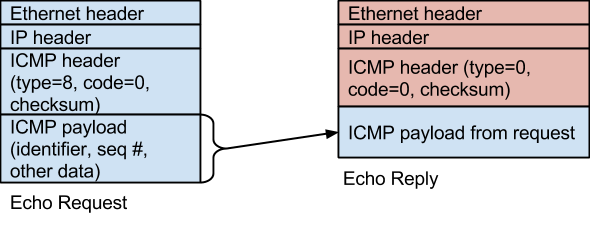 Ethernet header
IP header
ICMP header
(type=8, code=0,
checksum)
ICMP payload
(identifier, seq #,
other data)
Echo Request
Ethernet header
IP header
ICMP header (type=0,
code=0, checksum)
ICMP payload from request
Echo Reply